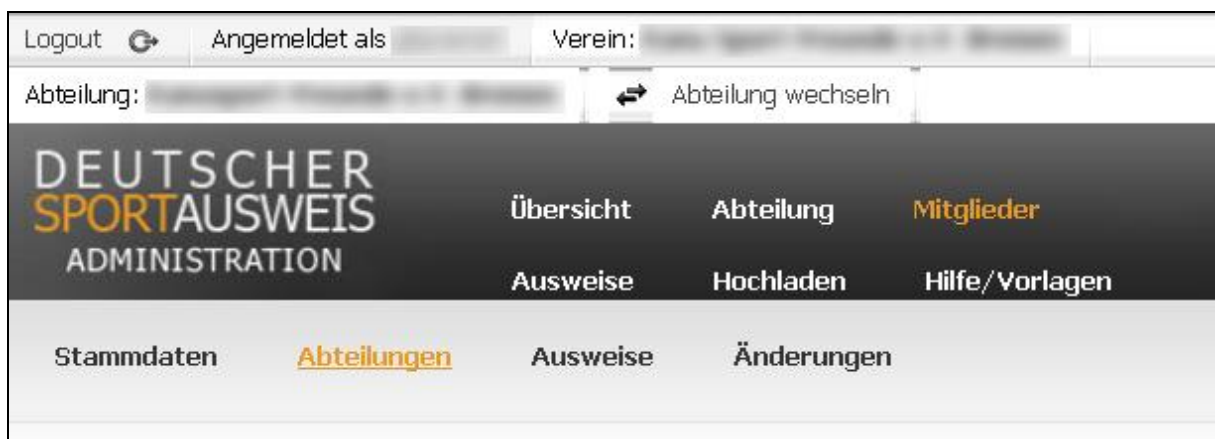 Logout Angemeldet als Verein:
Abteilung: Abteilung wechseln
DEUTSCHER
SPORTAUSWEIS
ADMINISTRATION
Übersicht Abteilung Mitglieder
Ausweise Hochladen Hilfe/Vorlagen
Stammdaten Abteilungen Ausweise Änderungen